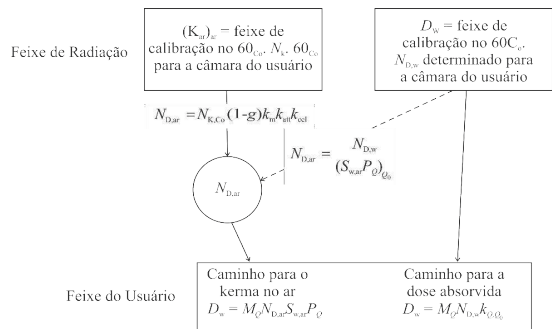 Feixe de Radiação
(K_ar)_ar = feixe de
calibração no 60_Co. N_k. 60_Co
para a câmara do usuário
D_w = feixe de
calibração no 60C_o.
N_D,w determinado para
a câmara do usuário
N_D,ar = N_K,Co (1-g)k_m k_att k_cel
N_D,ar = N_D,w / (S_w,ar P_Q)_Q_0
N_D,ar
Feixe do Usuário
Caminho para o
kerma no ar
D_w = M_Q N_D,ar S_w,ar P_Q
Caminho para a
dose absorvida
D_w = M_Q N_D,w k_Q,Q_0